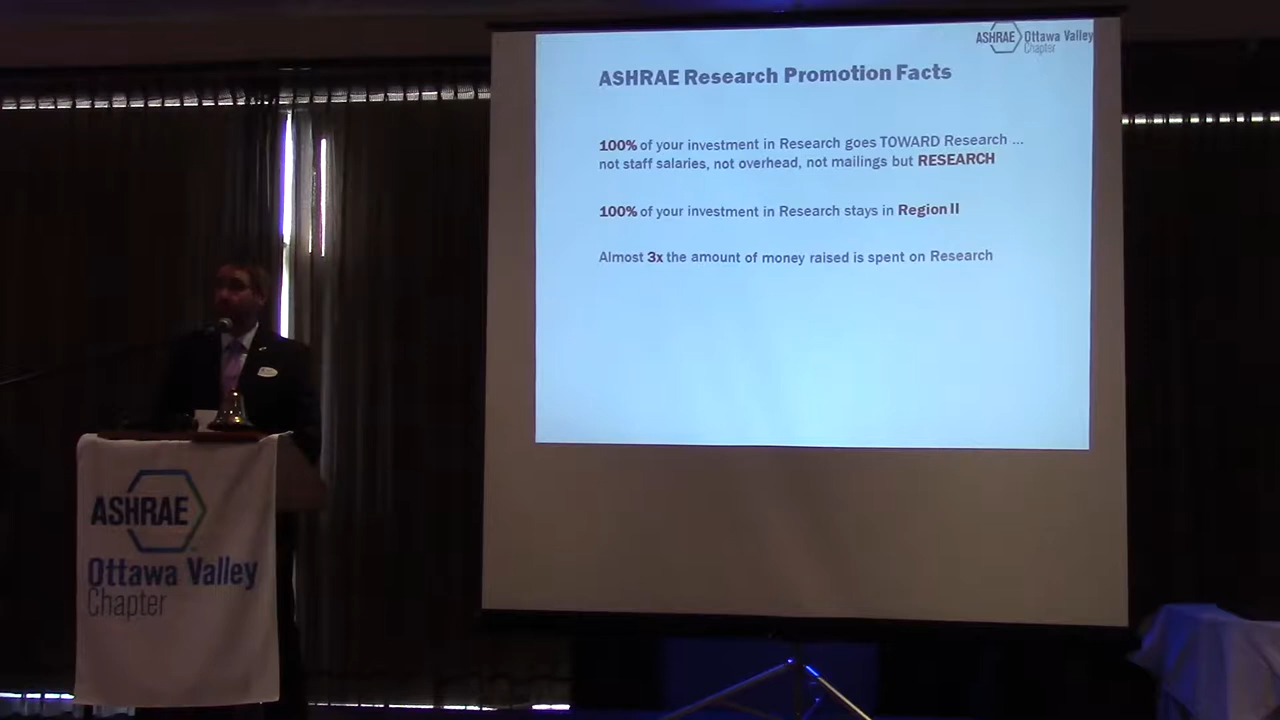 ASHRAE Ottawa Valley
Chapter
ASHRAE Research Promotion Facts
100% of your investment in Research goes TOWARD Research ...
not staff salaries, not overhead, not mailings but RESEARCH
100% of your investment in Research stays in Region II
Almost 3x the amount of money raised is spent on Research
ASHRAE
Ottawa Valley
Chapter